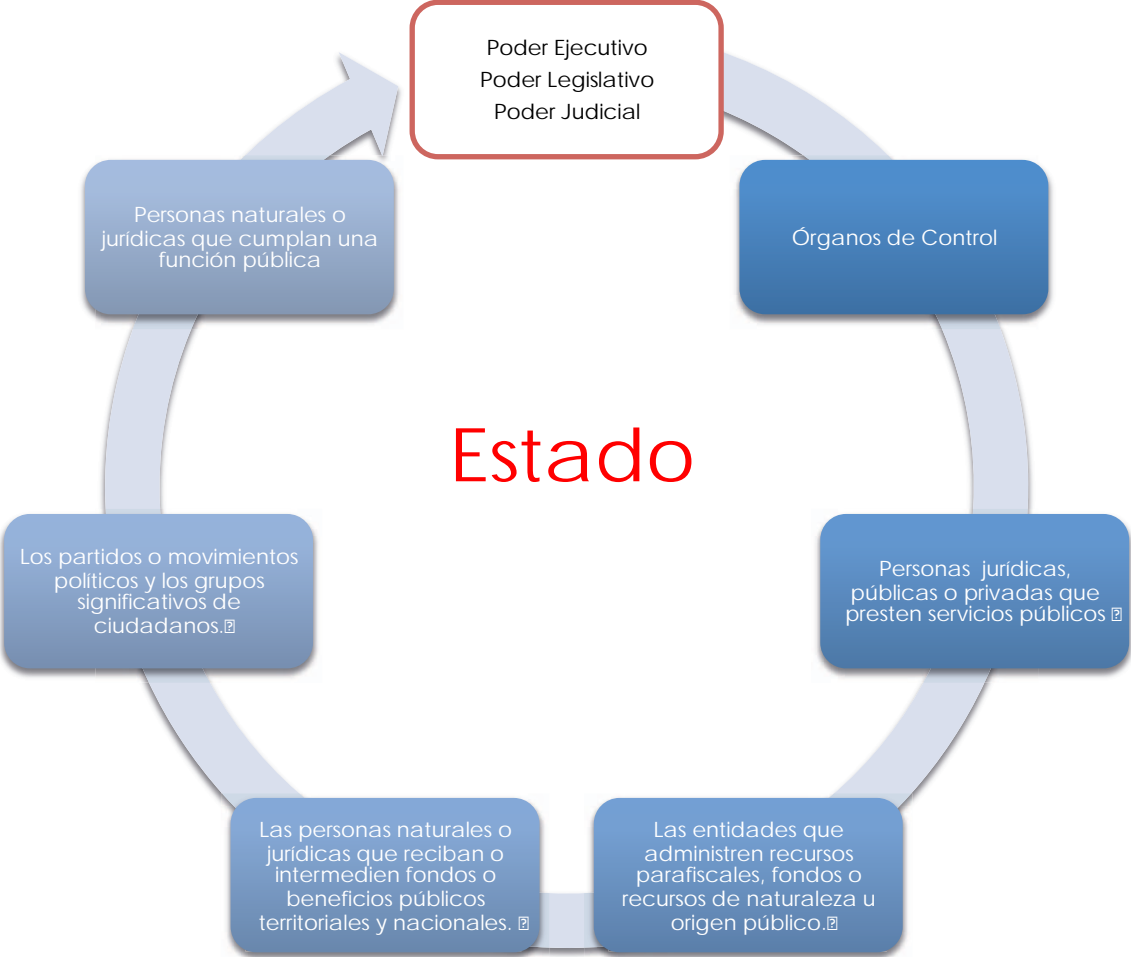 Poder Ejecutivo
Poder Legislativo
Poder Judicial
Órganos de Control
Personas jurídicas,
públicas o privadas que
presten servicios públicos
Las entidades que
administren recursos
parafiscales, fondos o
recursos de naturaleza u
origen público.
Las personas naturales o
jurídicas que reciban o
intermedien fondos o
beneficios públicos
territoriales y nacionales.
Los partidos o movimientos
políticos y los grupos
significativos de
ciudadanos.
Personas naturales o
jurídicas que cumplan una
función pública
Estado